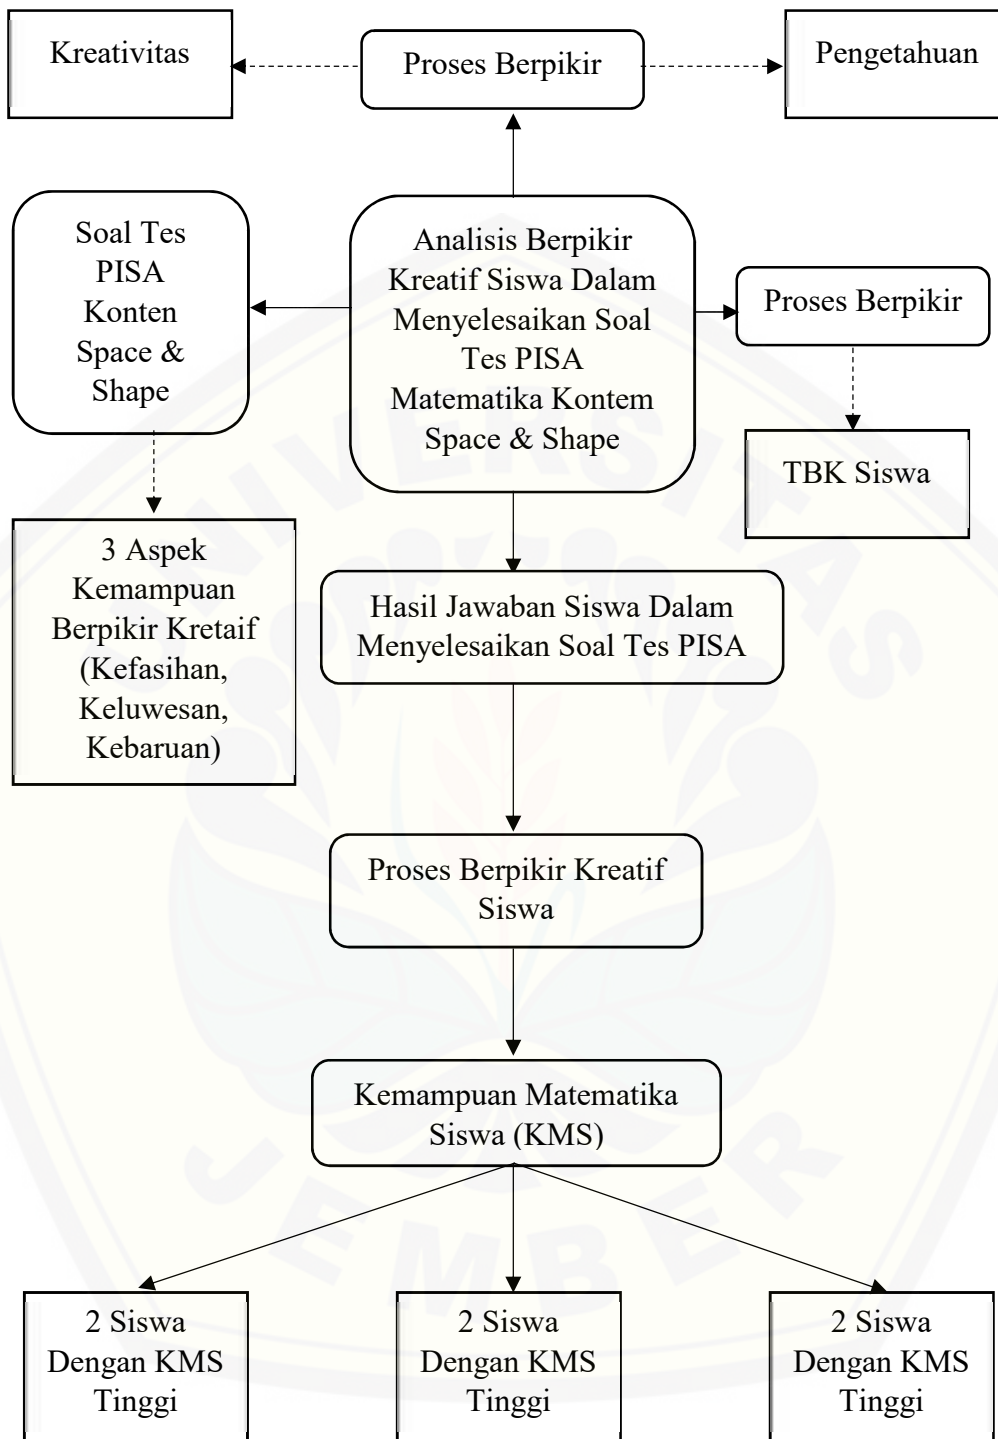 Kreativitas
Proses Berpikir
Pengetahuan
Soal Tes
PISA
Konten
Space &
Shape
Analisis Berpikir
Kreatif Siswa Dalam
Menyelesaikan Soal
Tes PISA
Matematika Kontem
Space & Shape
Proses Berpikir
TBK Siswa
3 Aspek
Kemampuan
Berpikir Kretaif
(Kefasihan,
Keluwesan,
Kebaruan)
Hasil Jawaban Siswa Dalam
Menyelesaikan Soal Tes PISA
Proses Berpikir Kreatif
Siswa
Kemampuan Matematika
Siswa (KMS)
2 Siswa
Dengan KMS
Tinggi
2 Siswa
Dengan KMS
Tinggi
2 Siswa
Dengan KMS
Tinggi
UNIVERSITAS
JEMBER